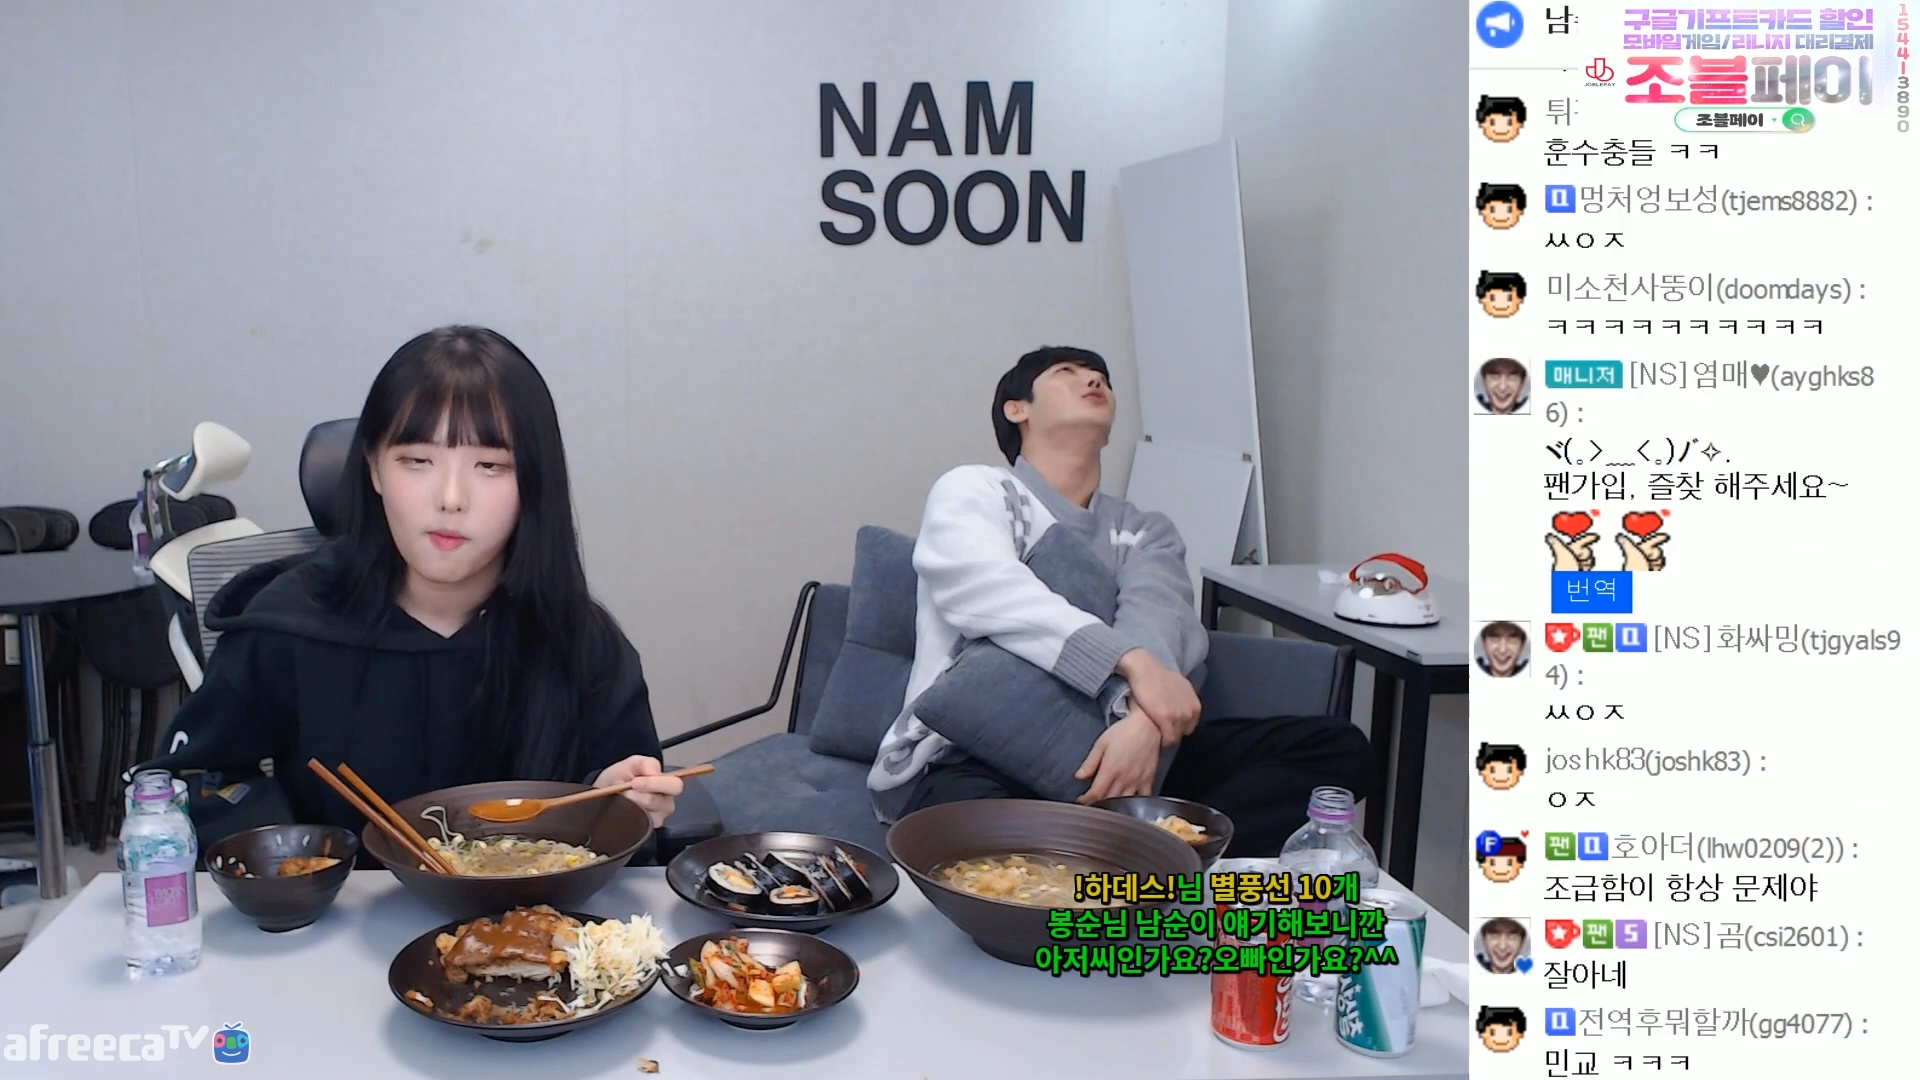 NAM
SOON
!하데스!님 별풍선 10개
봉순님 남순이 얘기해보니깐
아저씨인가요?오빠인가요?^^
afreecaTV
구글기프트카드 할인
모바일게임/리니지 대리결제
조블페이
JOBLEPAY
조블페이
1544-3890
훈수충들 ㅋㅋ
멍처엉보성(tjems8882) :
ㅆㅇㅈ
미소천사뚱이(doomdays) :
ㅋㅋㅋㅋㅋㅋㅋㅋㅋㅋ
매니저 [NS]염매♥(ayghks8
6) :
ヾ(｡>﹏<｡)ﾉﾞ✧.
팬가입, 즐찾 해주세요~
번역
팬 [NS]화싸밍(tjgyals9
4) :
ㅆㅇㅈ
joshk83(joshk83) :
ㅇㅈ
팬 호아더(lhw0209(2)) :
조급함이 항상 문제야
팬 S [NS]곰(csi2601) :
잘아네
전역후뭐할까(gg4077) :
민교 ㅋㅋㅋ